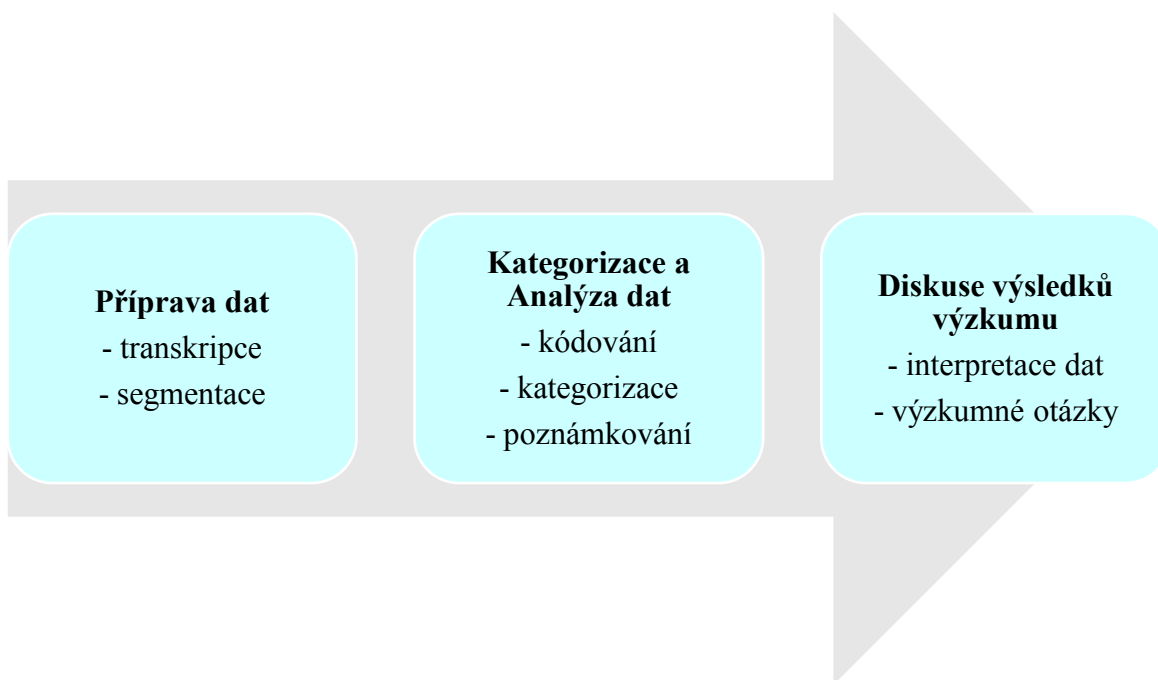 Příprava dat
- transkripce
- segmentace
Kategorizace a
Analýza dat
- kódování
- kategorizace
- poznámkování
Diskuse výsledků
výzkumu
- interpretace dat
- výzkumné otázky